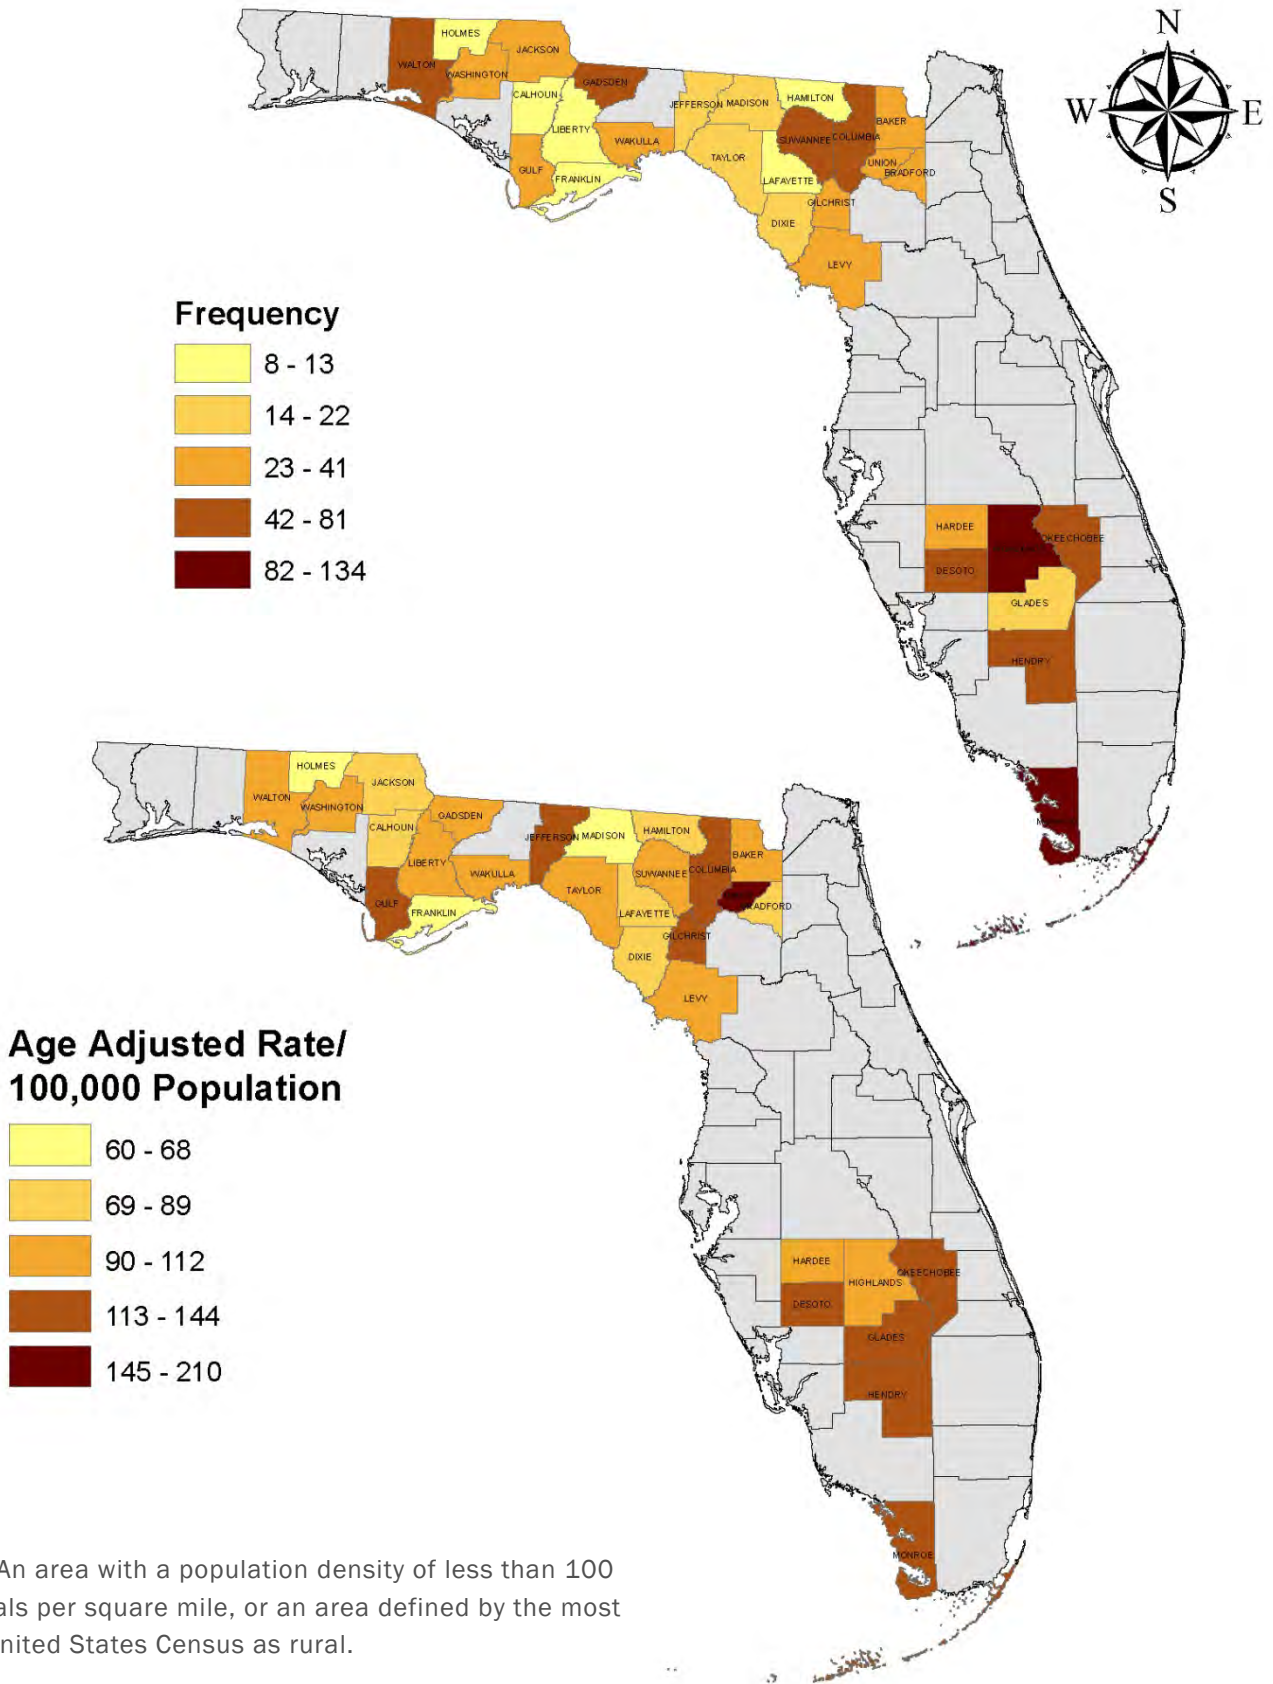 N
W
E
S
HOLMES
JACKSON
WALTON
WASHINGTON
GADSDEN
CALHOUN
LIBERTY
WAKULLA
GULF
FRANKLIN
JEFFERSON
MADISON
HAMILTON
SUWANNEE
COLUMBIA
BAKER
TAYLOR
LAFAYETTE
UNION
BRADFORD
GILCHRIST
DIXIE
LEVY
Frequency
8 - 13
14 - 22
23 - 41
42 - 81
82 - 134
HARDEE
OKEECHOBEE
DESOTO
GLADES
HENDRY
HOLMES
JACKSON
WALTON
WASHINGTON
GADSDEN
CALHOUN
LIBERTY
WAKULLA
GULF
FRANKLIN
JEFFERSON
MADISON
HAMILTON
SUWANNEE
COLUMBIA
BAKER
TAYLOR
LAFAYETTE
RADFORD
GILCHRIST
DIXIE
LEVY
Age Adjusted Rate/
100,000 Population
60 - 68
69 - 89
90 - 112
113 - 144
145 - 210
HARDEE
HIGHLANDS
OKEECHOBEE
DESOTO
GLADES
HENDRY
MONROE
An area with a population density of less than 100
als per square mile, or an area defined by the most
nited States Census as rural.